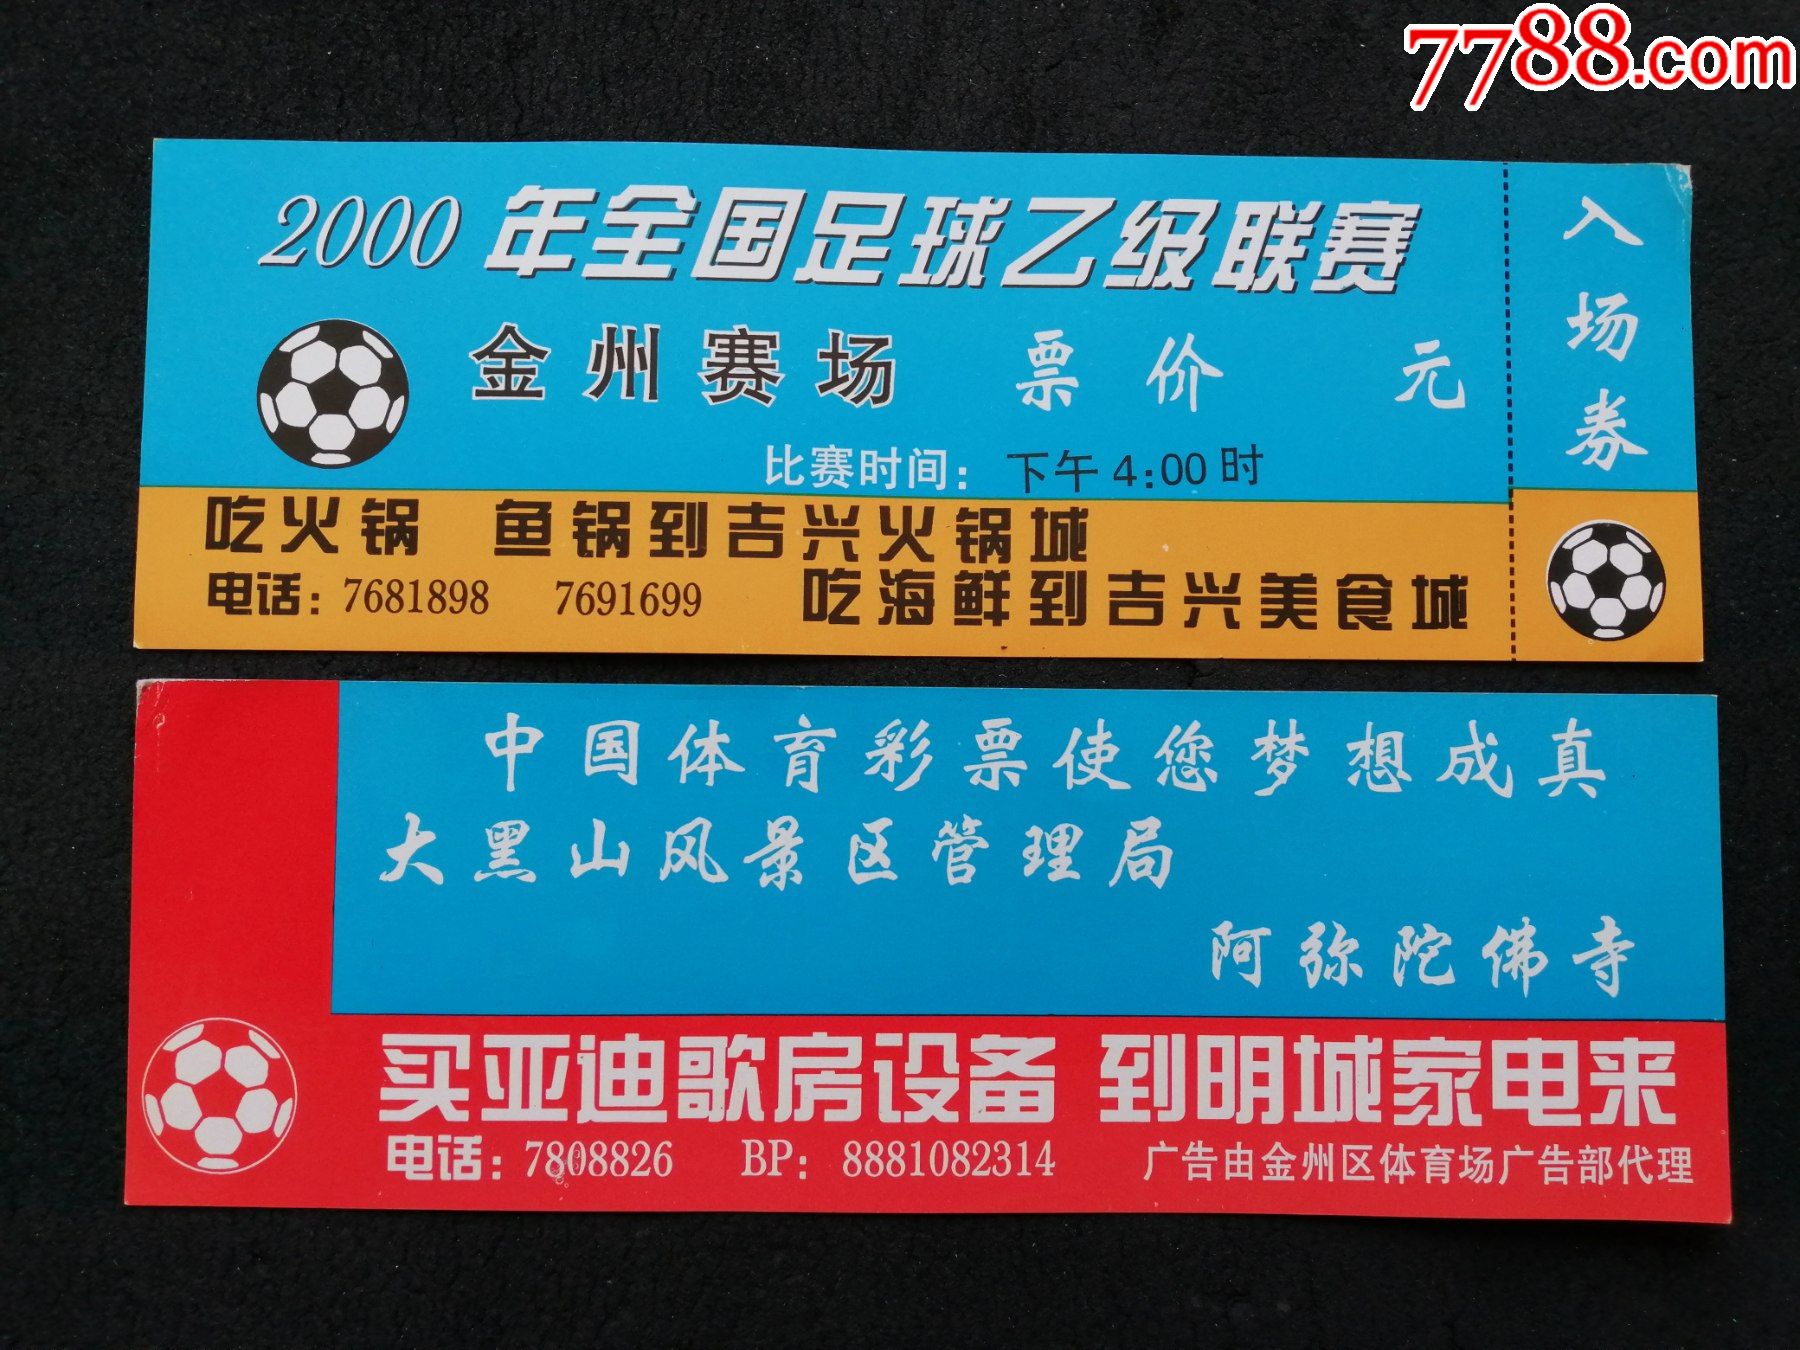 7788.com
2000年全国足球乙级联赛
金州赛场 票价 元
比赛时间：下午4:00时
入场券
吃火锅 鱼锅到吉兴火锅城
电话：7681898 7691699 吃海鲜到吉兴美食城
中国体育彩票使您梦想成真
大黑山风景区管理局
阿弥陀佛寺
买亚迪歌房设备 到明城家电来
电话：7808826 BP：8881082314 广告由金州区体育场广告部代理